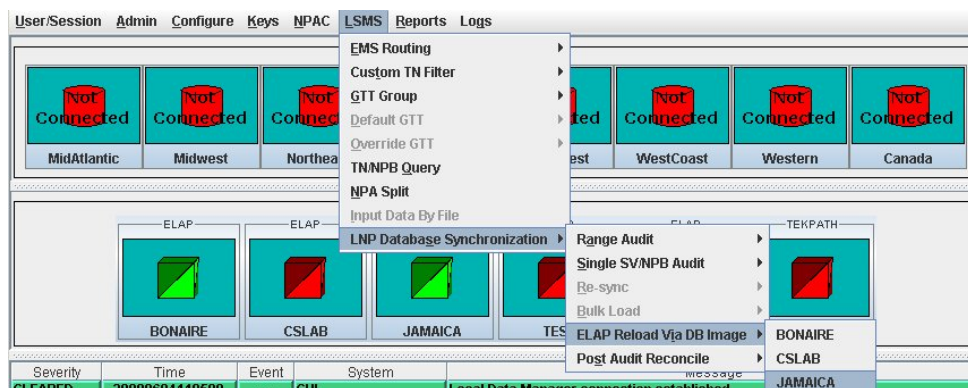 User/Session Admin Configure Keys NPAC LSMS Reports Logs
EMS Routing
Custom TN Filter
GTT Group
Default GTT
Override GTT
TN/NPB Query
NPA Split
Input Data By File
LNP Database Synchronization
Not Connected
Not Connected
Not Connected
Not Connected
Not Connected
Not Connected
MidAtlantic Midwest WestCoast Western Canada
ELAP ELAP TEKPATH
Range Audit
Single SV/NPB Audit
Re-sync
Bulk Load
ELAP Reload Via DB Image
Post Audit Reconcile
BONAIRE
CSLAB
JAMAICA
BONAIRE CSLAB JAMAICA
Severity Time Event System Message
CLEARED GUI Local Data Manager connection established